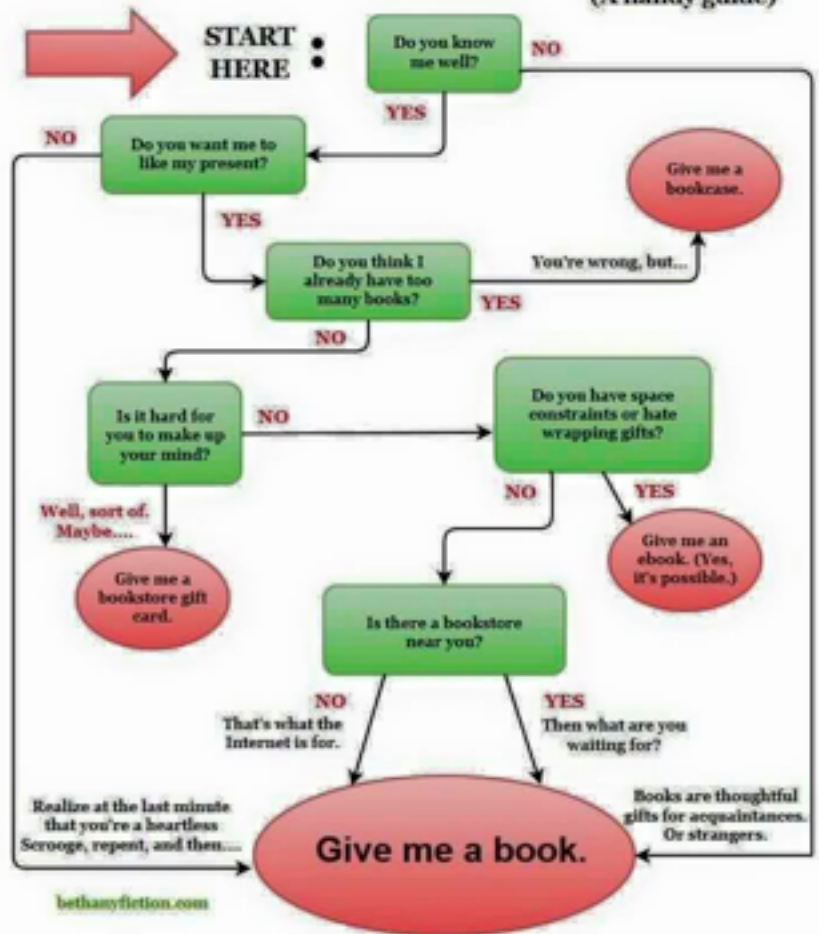 (A handy guide)
START
HERE :
Do you know
me well?
NO
YES
NO
Do you want me to
like my present?
Give me a
bookcase.
YES
Do you think I
already have too
many books?
You're wrong, but...
YES
NO
Is it hard for
you to make up
your mind?
NO
Do you have space
constraints or hate
wrapping gifts?
NO
YES
Well, sort of.
Maybe....
Give me an
ebook. (Yes,
it's possible.)
Give me a
bookstore gift
card.
Is there a bookstore
near you?
NO
That's what the
Internet is for.
YES
Then what are you
waiting for?
Realize at the last minute
that you're a heartless
Scrooge, repent, and then....
Books are thoughtful
gifts for acquaintances.
Or strangers.
Give me a book.
bethanyfiction.com